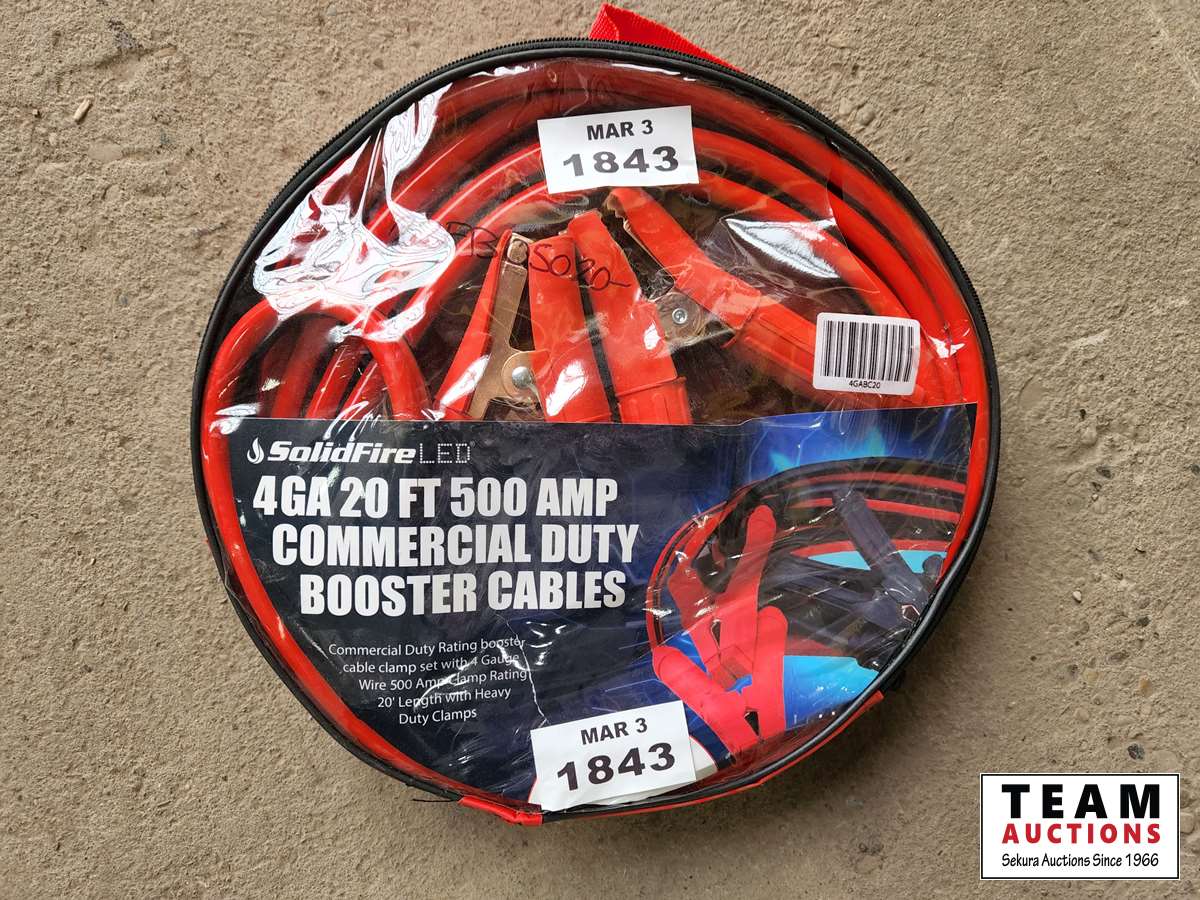 MAR 3
1843
4GABC20
SolidFire LED
4GA 20 FT 500 AMP
COMMERCIAL DUTY
BOOSTER CABLES
Commercial Duty Rating booster
cable clamp set with 4 Gauge
Wire 500 Amp Clamp Rating
20' Length with Heavy
Duty Clamps
MAR 3
1843
TEAM
AUCTIONS
Sekura Auctions Since 1966